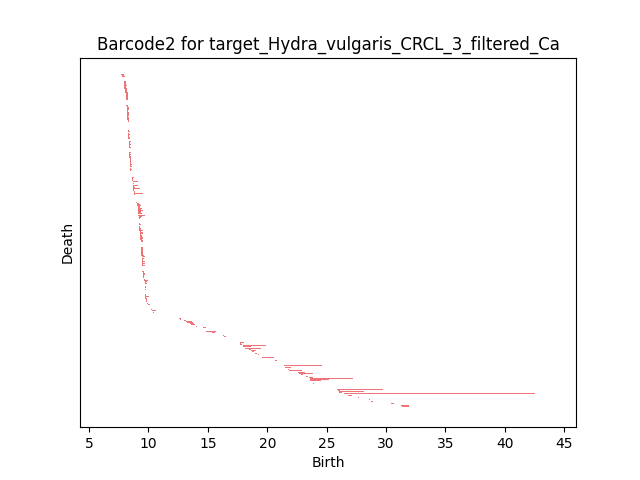 Barcode2 for target_Hydra_vulgaris_CRCL_3_filtered_Ca
Death
5 10 15 20 25 30 35 40 45
Birth